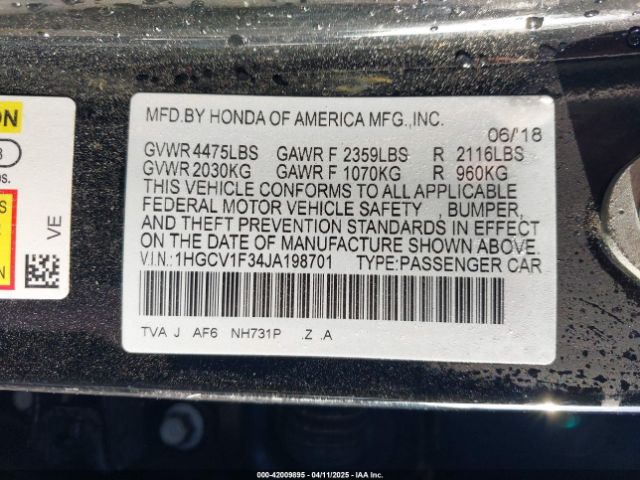 ON
3
os.
S
VE
MFD.BY HONDA OF AMERICA MFG.,INC.
06/'18
GVWR 4475LBS GAWR F 2359LBS R 2116LBS
GVWR 2030KG GAWR F 1070KG R 960KG
THIS VEHICLE CONFORMS TO ALL APPLICABLE
FEDERAL MOTOR VEHICLE SAFETY , BUMPER,
AND THEFT PREVENTION STANDARDS IN EFFECT
ON THE DATE OF MANUFACTURE SHOWN ABOVE.
V.I.N.: 1HGCV1F34JA198701 TYPE:PASSENGER CAR
TVA J AF6 NH731P .Z .A
000-42009895 - 04/11/2025 - IAA Inc.